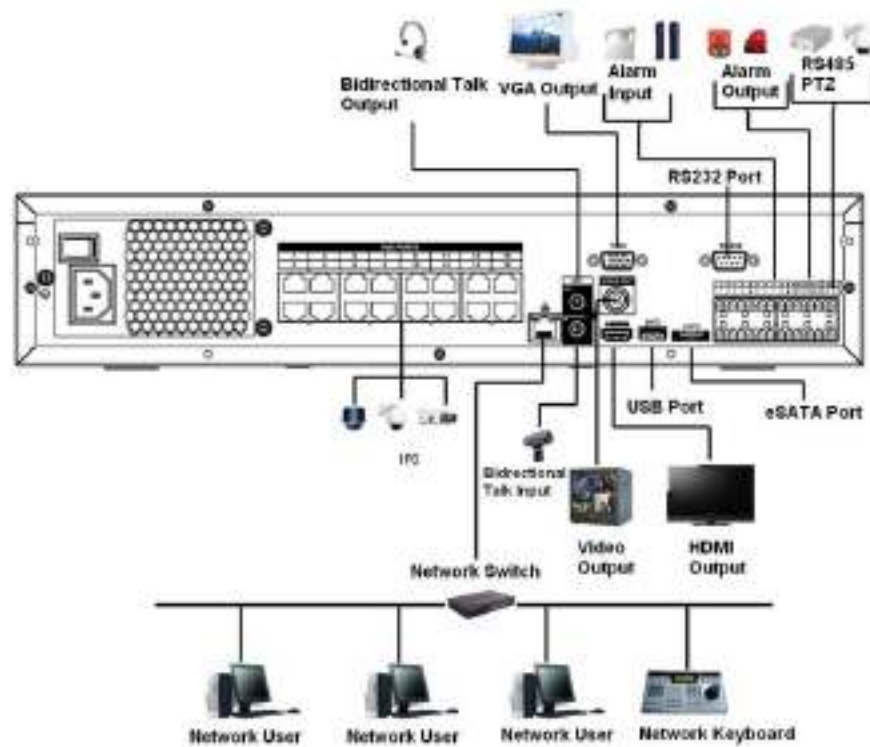 Bidirectional Talk
Output
VGA Output
Alarm
Input
Alarm
Output
RS485
PTZ
RS232 Port
USB Port
eSATA Port
IPC
Bidirectional
Talk Input
Video
Output
HDMI
Output
Network Switch
Network User
Network User
Network User
Network Keyboard